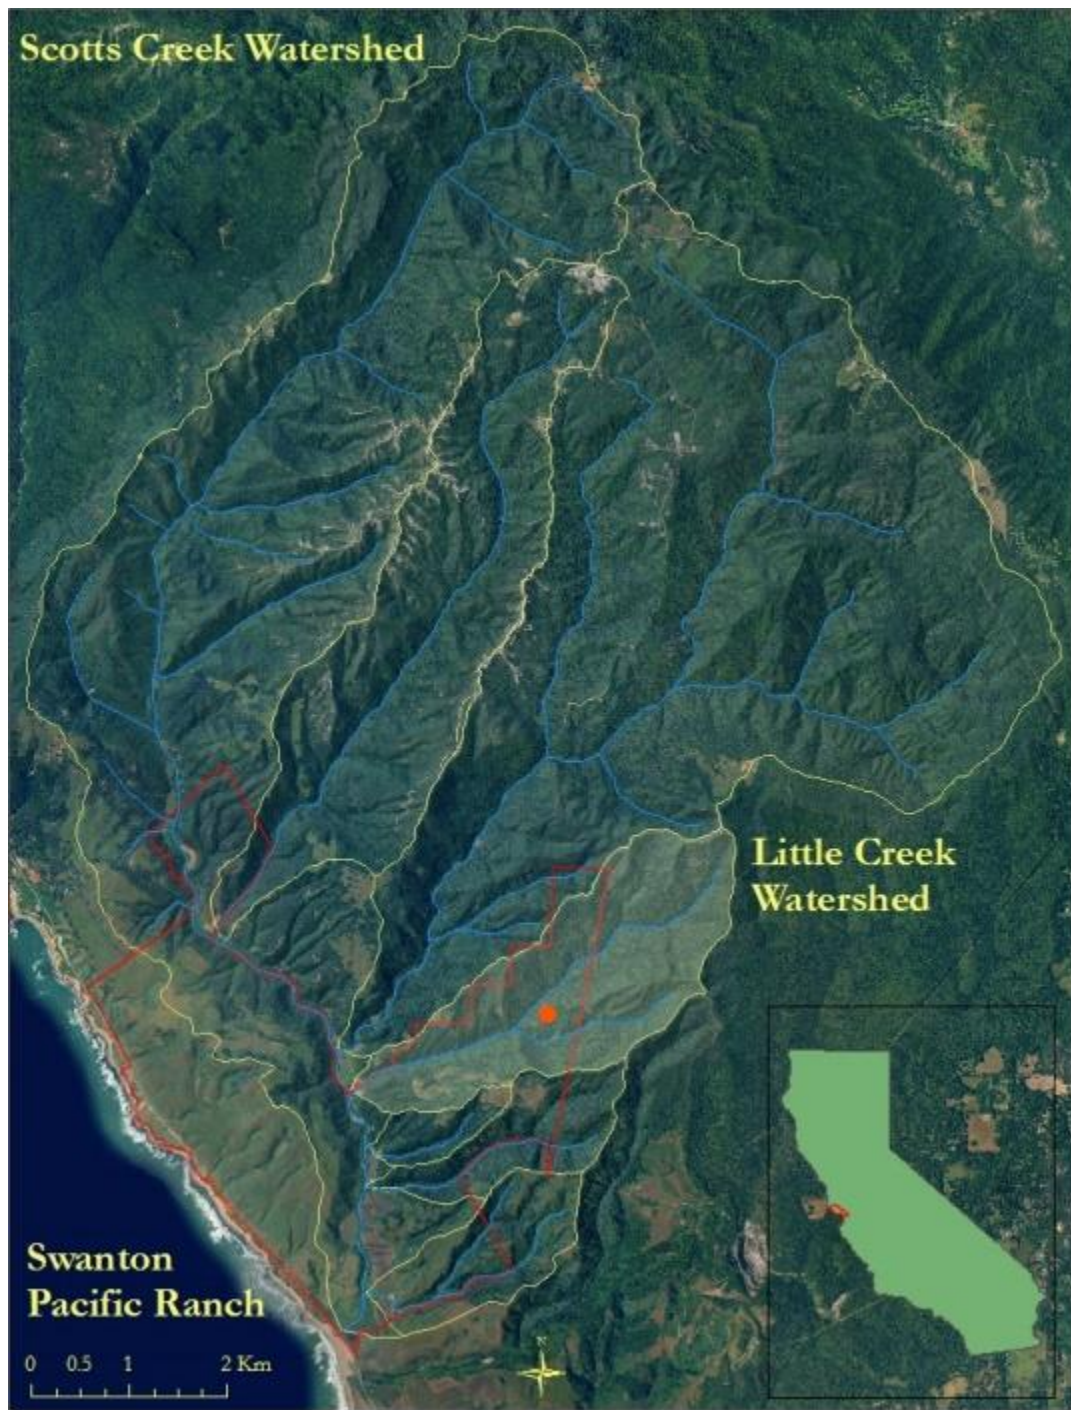 Scotts Creek Watershed
Little Creek
Watershed
Swanton
Pacific Ranch
0 0.5 1 2 Km
N